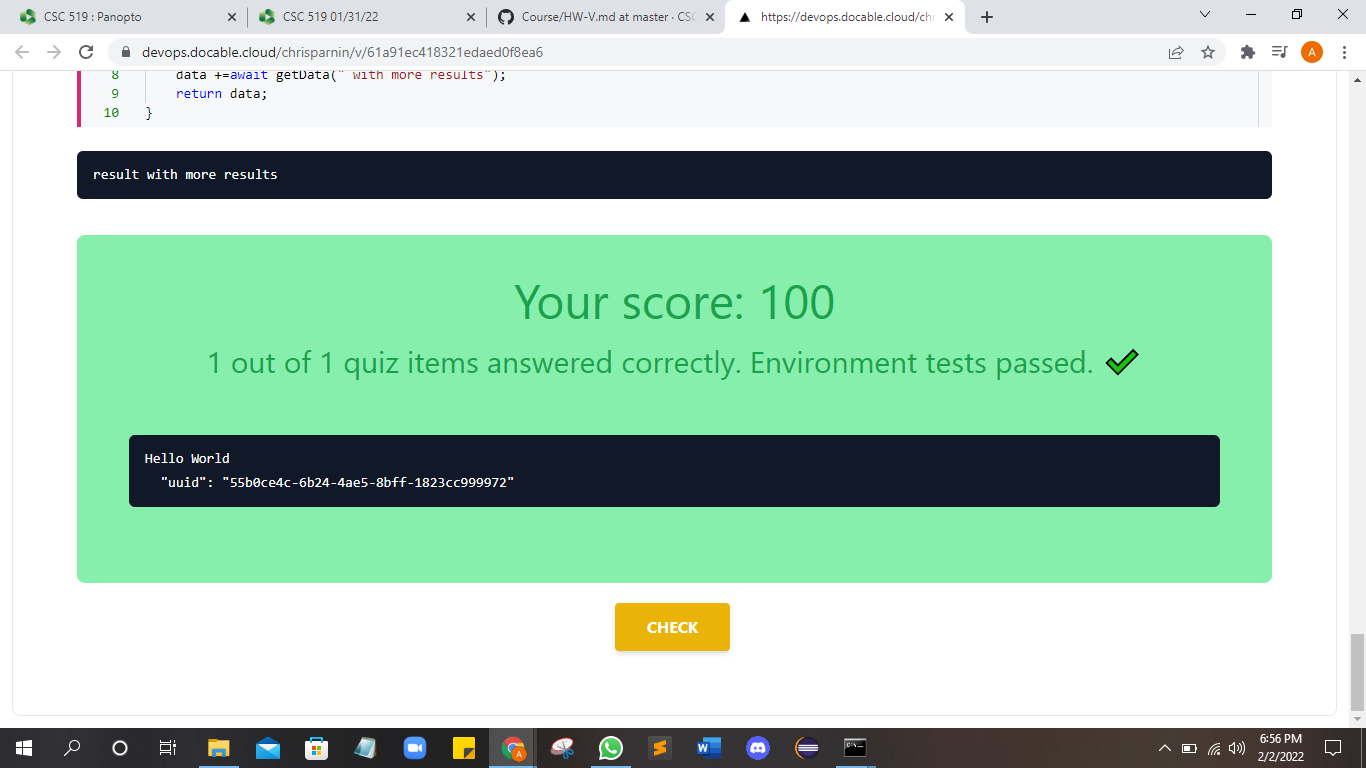 CSC 519 : Panopto
CSC 519 01/31/22
Course/HW-V.md at master · CSC
https://devops.docable.cloud/chr
devops.docable.cloud/chrisparnin/v/61a91ec418321edaed0f8ea6
A
8 data +=await getData(" with more results");
9 return data;
10 }
result with more results
Your score: 100
1 out of 1 quiz items answered correctly. Environment tests passed.
Hello World
"uuid": "55b0ce4c-6b24-4ae5-8bff-1823cc999972"
CHECK
6:56 PM
2/2/2022